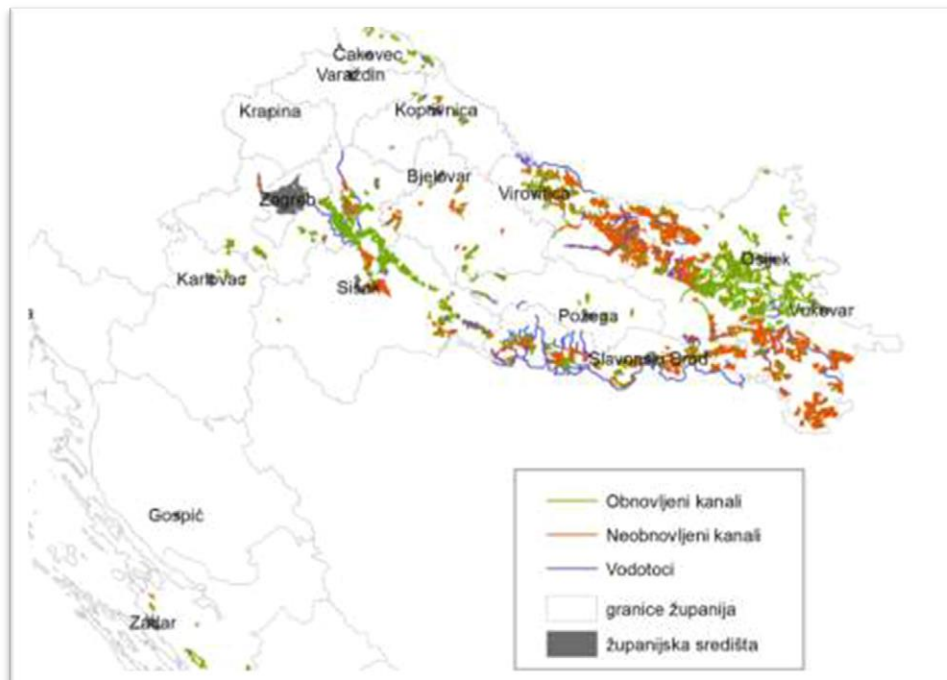 Čakovec
Varaždin
Krapina
Koprivnica
Bjelovar
Virovitica
Zagreb
Osijek
Karlovac
Sisak
Požega
Vukovar
Slavonski Brod
a
Gospić
Zadar
Obnovljeni kanali
Neobnovljeni kanali
Vodotoci
granice županija
županijska središta